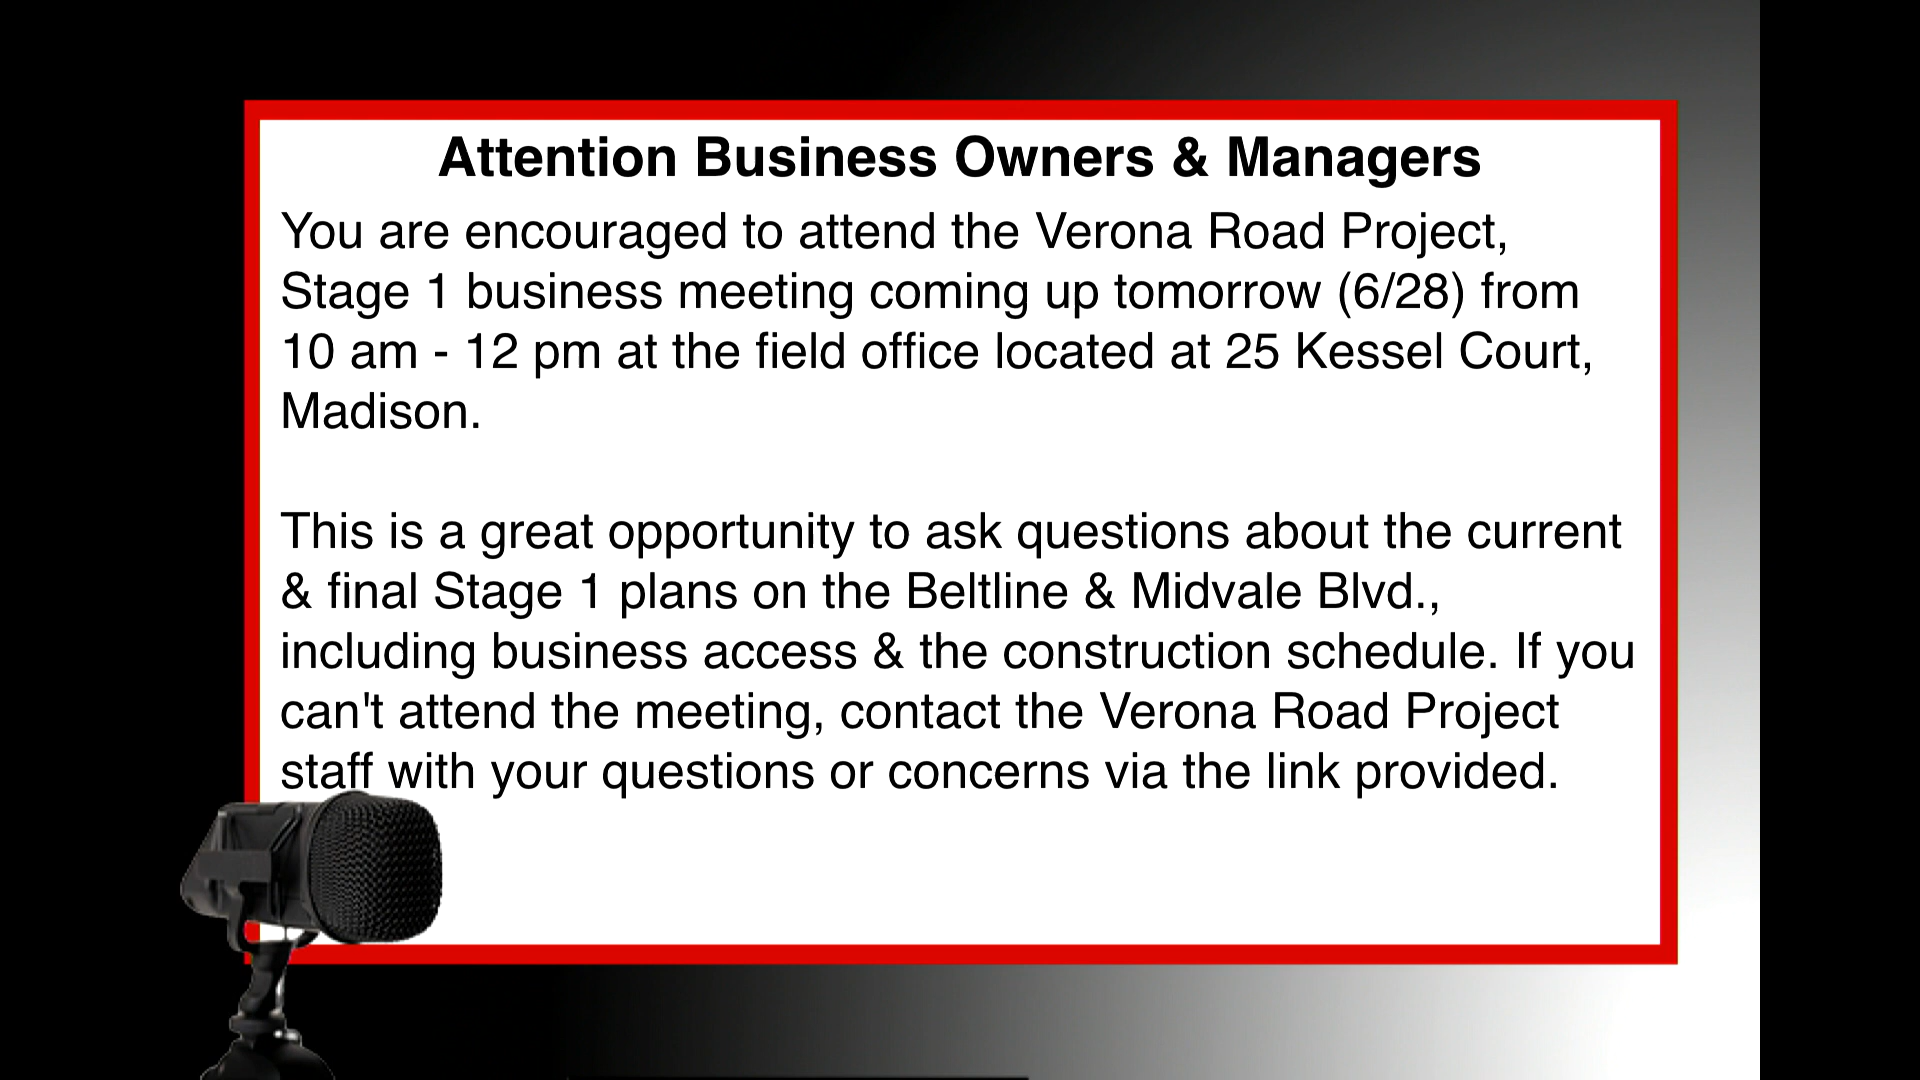 Attention Business Owners & Managers
You are encouraged to attend the Verona Road Project,
Stage 1 business meeting coming up tomorrow (6/28) from
10 am - 12 pm at the field office located at 25 Kessel Court,
Madison.
This is a great opportunity to ask questions about the current
& final Stage 1 plans on the Beltline & Midvale Blvd.,
including business access & the construction schedule. If you
can't attend the meeting, contact the Verona Road Project
staff with your questions or concerns via the link provided.